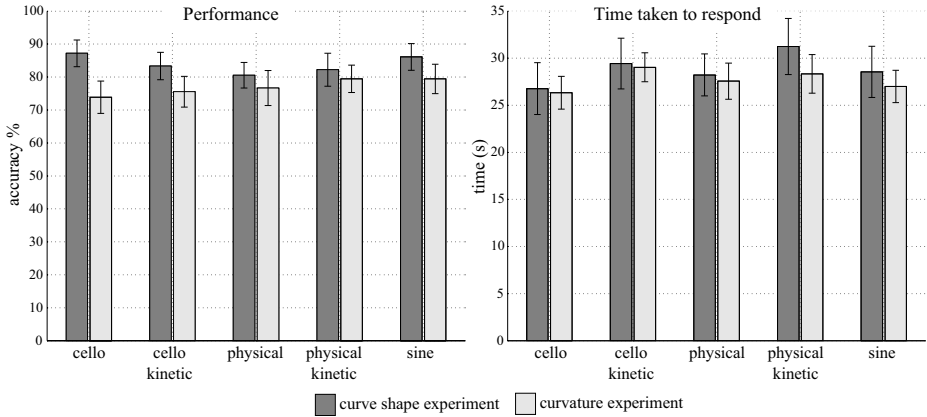 Performance
Time taken to respond
accuracy %
100
90
80
70
60
50
40
30
20
10
0
cello
cello
kinetic
physical
physical
kinetic
sine
time (s)
35
30
25
20
15
10
5
0
cello
cello
kinetic
physical
physical
kinetic
sine
curve shape experiment
curvature experiment